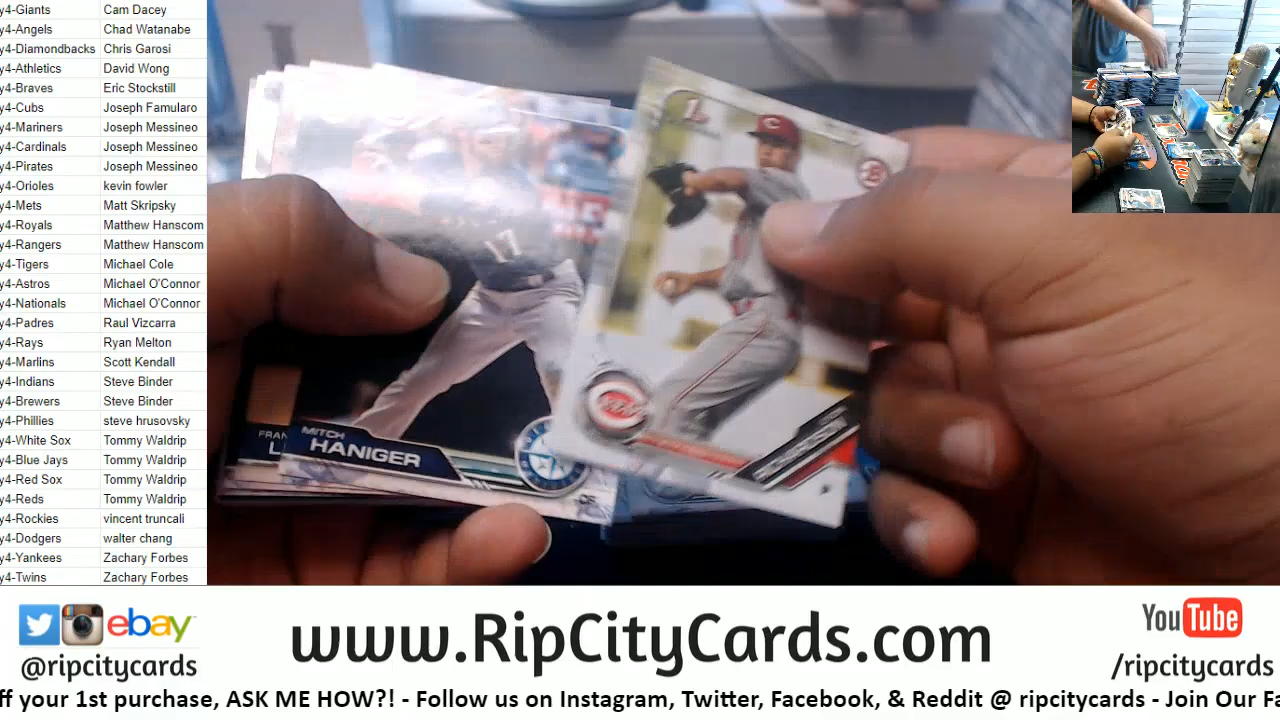 y4-Giants Cam Dacey
y4-Angels Chad Watanabe
y4-Diamondbacks Chris Garosi
y4-Athletics David Wong
y4-Braves Eric Stockstill
y4-Cubs Joseph Famularo
y4-Mariners Joseph Messineo
y4-Cardinals Joseph Messineo
y4-Pirates Joseph Messineo
y4-Orioles kevin fowler
y4-Mets Matt Skripsky
y4-Royals Matthew Hanscom
y4-Rangers Matthew Hanscom
y4-Tigers Michael Cole
y4-Astros Michael O'Connor
y4-Nationals Michael O'Connor
y4-Padres Raul Vizcarra
y4-Rays Ryan Melton
y4-Marlins Scott Kendall
y4-Indians Steve Binder
y4-Brewers Steve Binder
y4-Phillies steve hrusovsky
y4-White Sox Tommy Waldrip
y4-Blue Jays Tommy Waldrip
y4-Red Sox Tommy Waldrip
y4-Reds Tommy Waldrip
y4-Rockies vincent truncali
y4-Dodgers walter chang
y4-Yankees Zachary Forbes
y4-Twins Zachary Forbes
17
FRAN
L
MITCH
HANIGER
OF
1st
C
B
REDS
P
ebay
@ripcitycards
www.RipCityCards.com
YouTube
/ripcitycards
ff your 1st purchase, ASK ME HOW?! - Follow us on Instagram, Twitter, Facebook, & Reddit @ ripcitycards - Join Our Fa